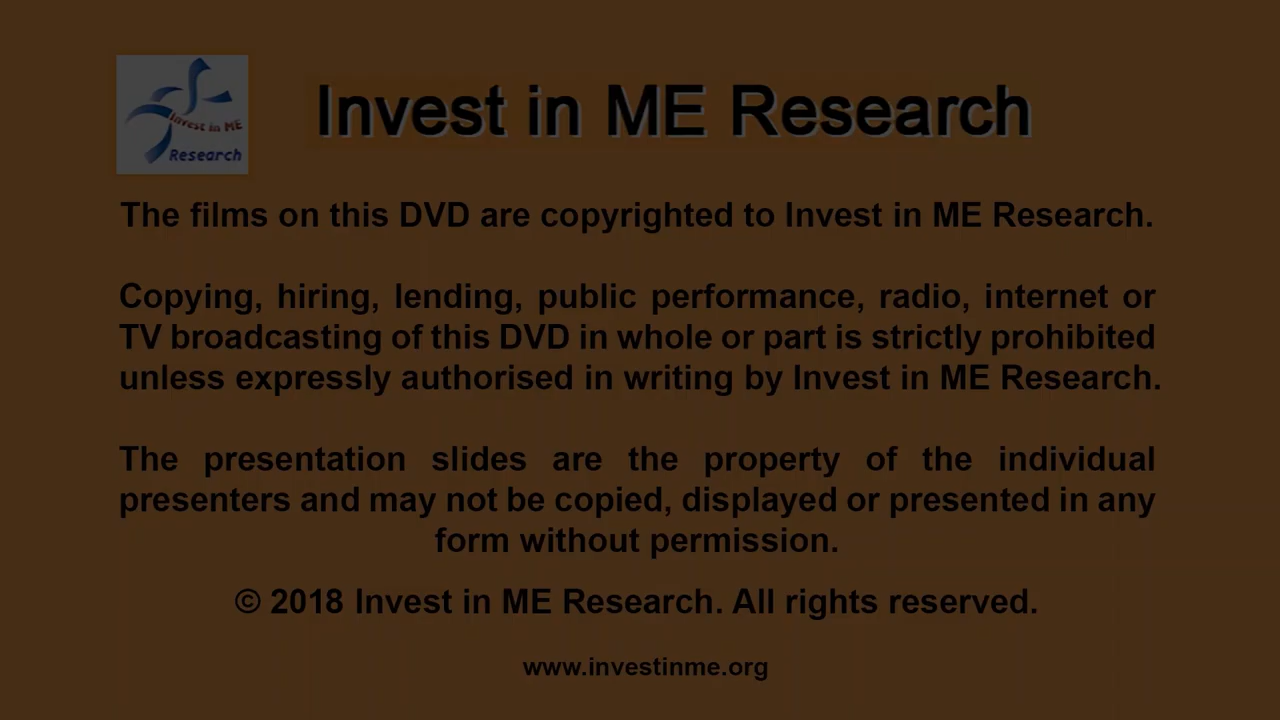 Invest in ME
Research
Invest in ME Research
The films on this DVD are copyrighted to Invest in ME Research.
Copying, hiring, lending, public performance, radio, internet or
TV broadcasting of this DVD in whole or part is strictly prohibited
unless expressly authorised in writing by Invest in ME Research.
The presentation slides are the property of the individual
presenters and may not be copied, displayed or presented in any
form without permission.
© 2018 Invest in ME Research. All rights reserved.
www.investinme.org